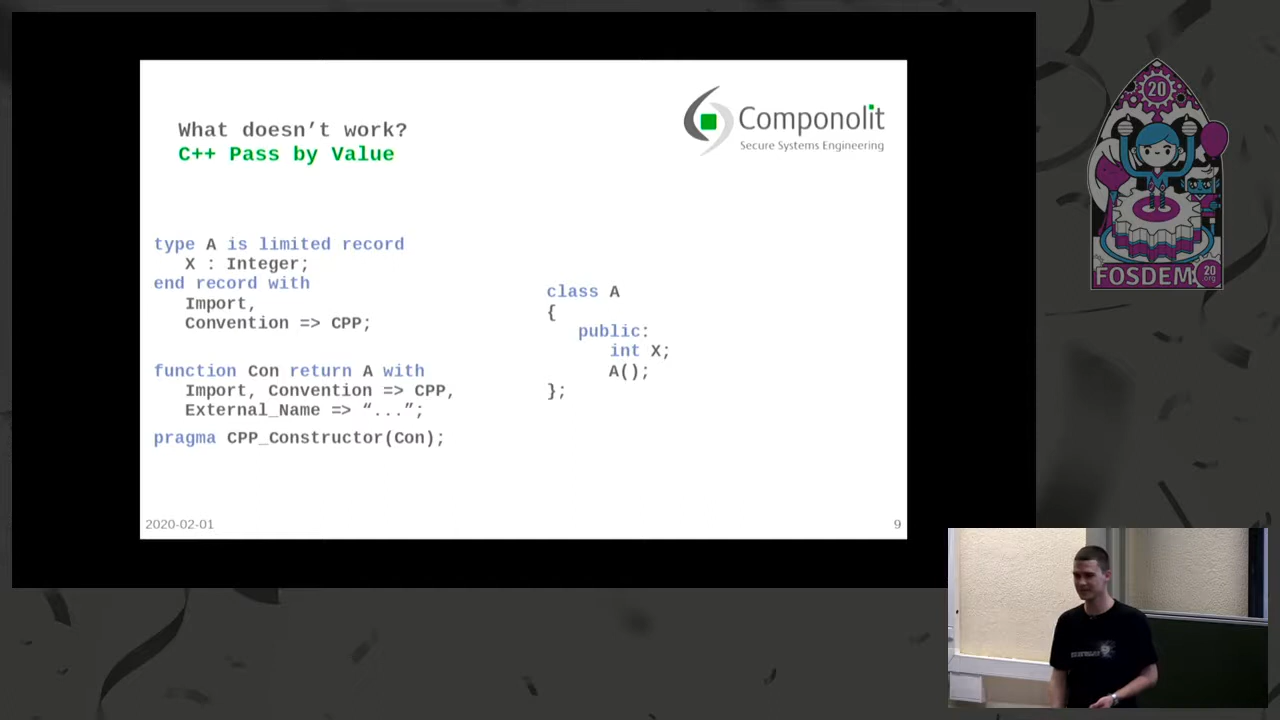 What doesn’t work?
C++ Pass by Value
Componolit
Secure Systems Engineering
type A is limited record
X : Integer;
end record with
Import,
Convention => CPP;
function Con return A with
Import, Convention => CPP,
External_Name => “...”;
pragma CPP_Constructor(Con);
class A
{
public:
int X;
A();
};
2020-02-01
9
20
FOSDEM
20
.org